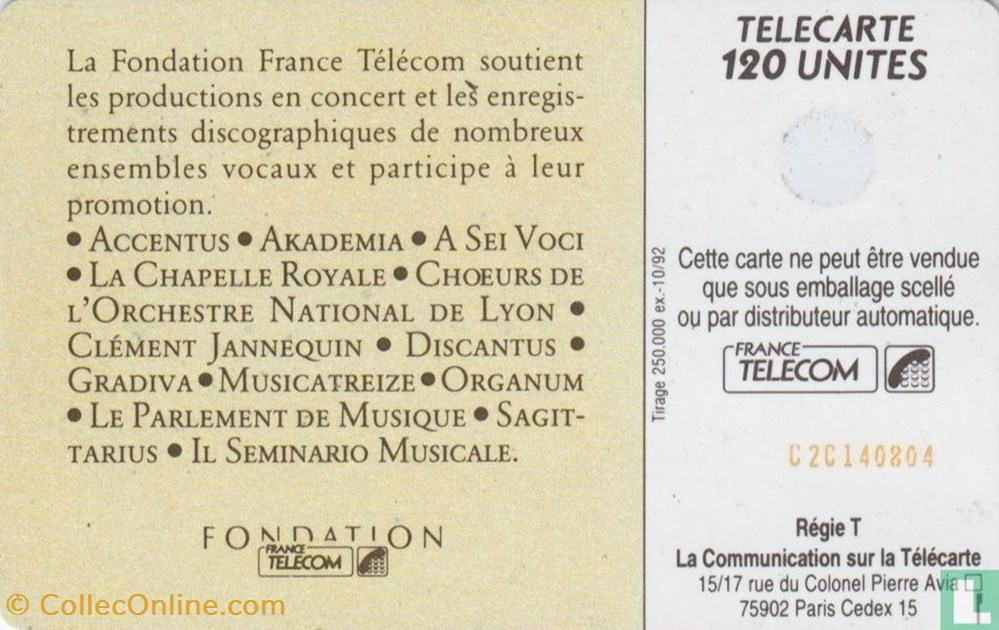 La Fondation France Télécom soutient
les productions en concert et les enregis-
trements discographiques de nombreux
ensembles vocaux et participe à leur
promotion.
• ACCENTUS • AKADEMIA • A SEI VOCI
• LA CHAPELLE ROYALE • CHŒURS DE
L'ORCHESTRE NATIONAL DE LYON •
CLÉMENT JANNEQUIN • DISCANTUS •
GRADIVA • MUSICATREIZE • ORGANUM
• LE PARLEMENT DE MUSIQUE • SAGIT-
TARIUS • IL SEMINARIO MUSICALE.
FONDATION
FRANCE
TELECOM
TELECARTE
120 UNITES
Tirage 250.000 ex.-10/92
Cette carte ne peut être vendue
que sous emballage scellé
ou par distributeur automatique.
FRANCE
TELECOM
C2C140804
Régie T
La Communication sur la Télécarte
15/17 rue du Colonel Pierre Avia
75902 Paris Cedex 15
© CollecOnline.com